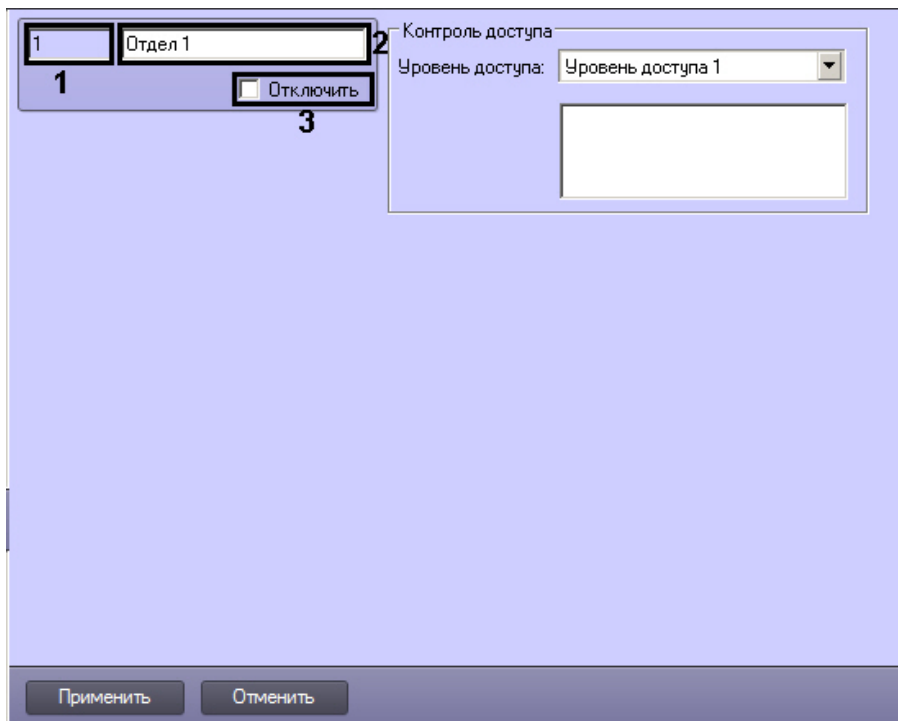 1
Отдел 1
2
1
Отключить
3
Контроль доступа
Уровень доступа:
Уровень доступа 1
Применить
Отменить